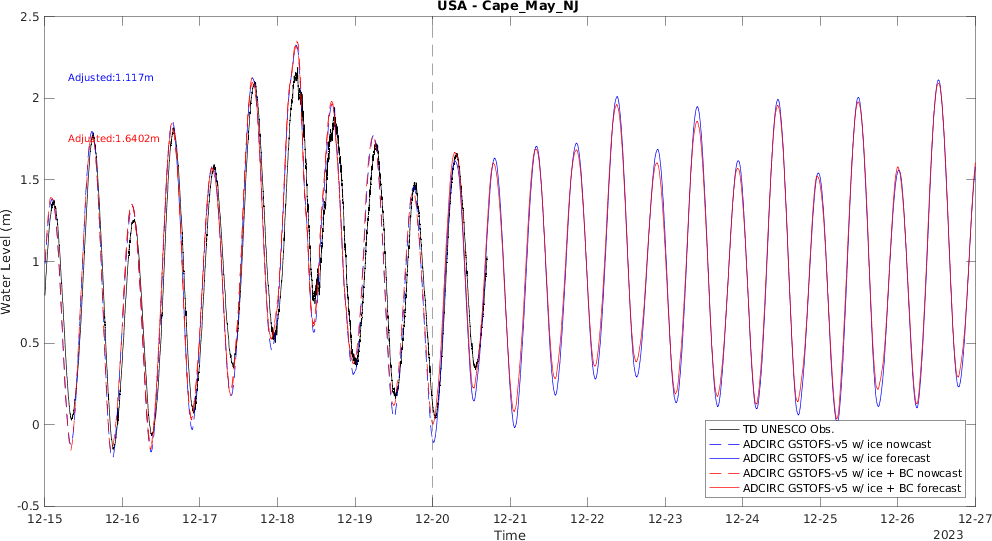 USA - Cape_May_NJ
2.5
2
1.5
1
0.5
0
-0.5
Water Level (m)
Adjusted:1.117m
Adjusted:1.6402m
TD UNESCO Obs.
ADCIRC GSTOFS-v5 w/ ice nowcast
ADCIRC GSTOFS-v5 w/ ice forecast
ADCIRC GSTOFS-v5 w/ ice + BC nowcast
ADCIRC GSTOFS-v5 w/ ice + BC forecast
12-15 12-16 12-17 12-18 12-19 12-20 12-21 12-22 12-23 12-24 12-25 12-26 12-27
Time
2023